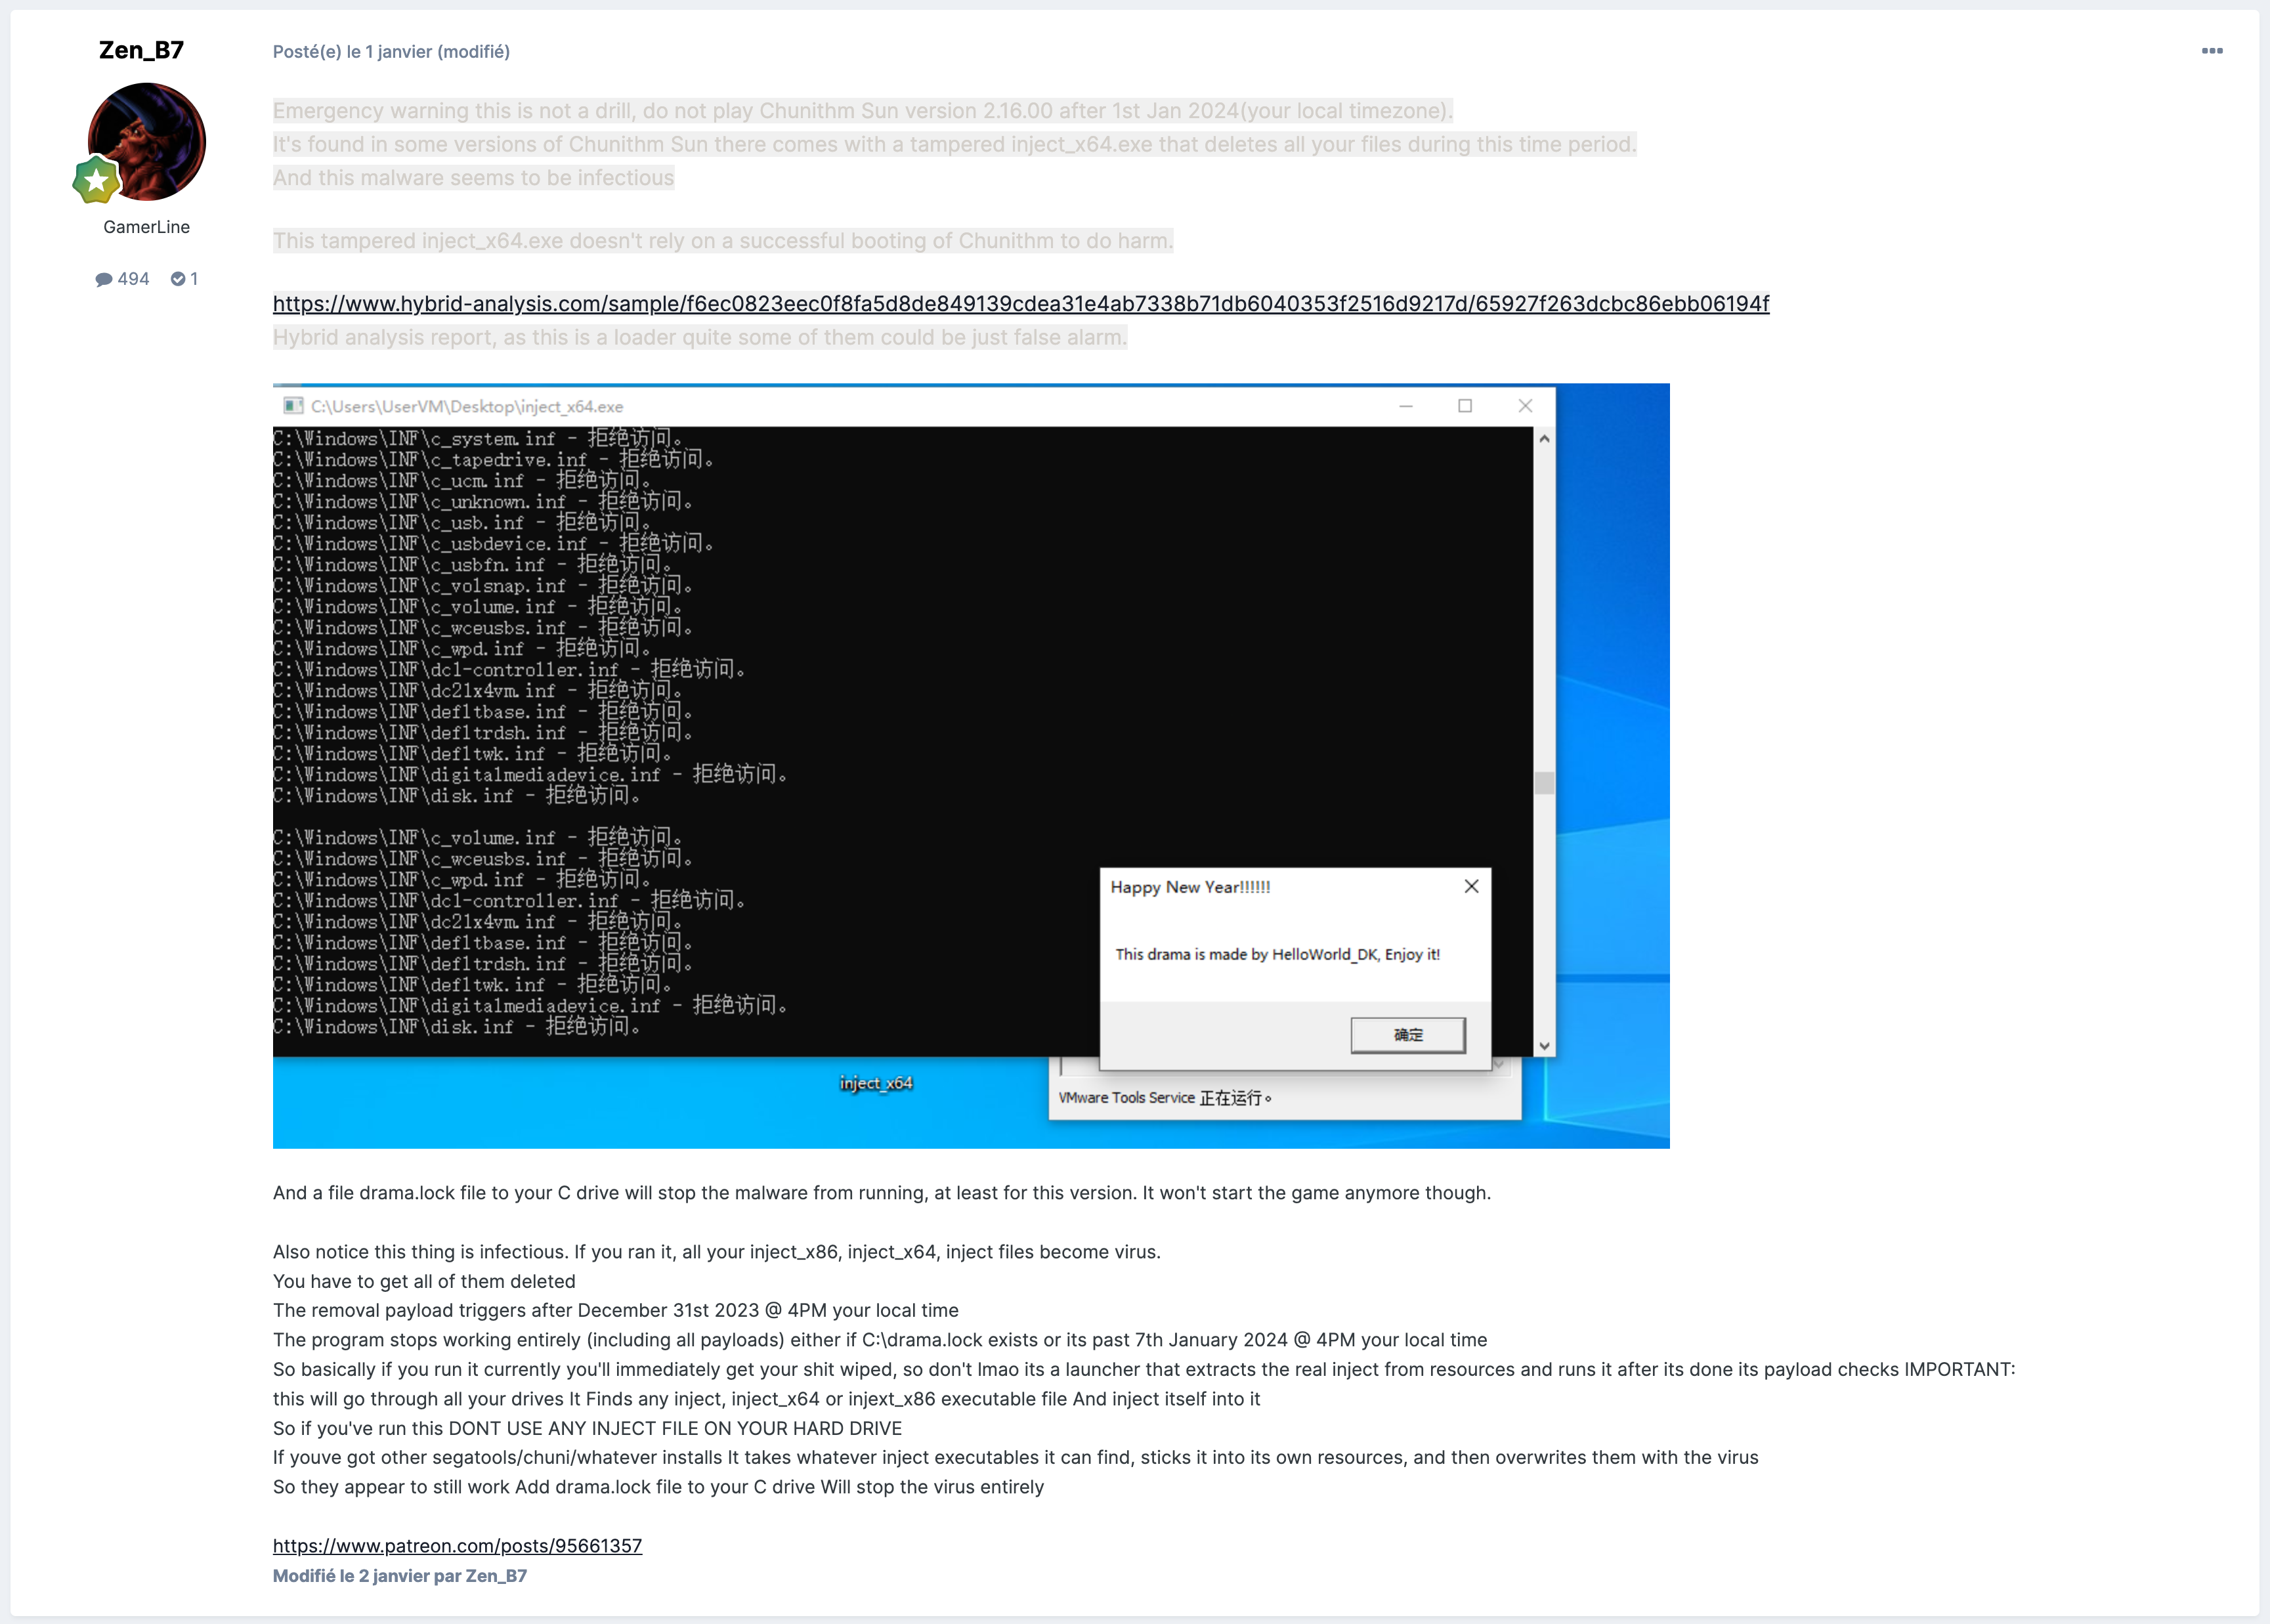 Zen_B7
GamerLine
494 1
Posté(e) le 1 janvier (modifié)
Emergency warning this is not a drill, do not play Chunithm Sun version 2.16.00 after 1st Jan 2024(your local timezone).
It's found in some versions of Chunithm Sun there comes with a tampered inject_x64.exe that deletes all your files during this time period.
And this malware seems to be infectious
This tampered inject_x64.exe doesn't rely on a successful booting of Chunithm to do harm.
https://www.hybrid-analysis.com/sample/f6ec0823eec0f8fa5d8de849139cdea31e4ab7338b71db6040353f2516d9217d/65927f263dcbc86ebb06194f
Hybrid analysis report, as this is a loader quite some of them could be just false alarm.
C:\Users\UserVM\Desktop\inject_x64.exe
C:\Windows\INF\c_system.inf - 拒绝访问。
C:\Windows\INF\c_tapedrive.inf - 拒绝访问。
C:\Windows\INF\c_ucm.inf - 拒绝访问。
C:\Windows\INF\c_unknown.inf - 拒绝访问。
C:\Windows\INF\c_usb.inf - 拒绝访问。
C:\Windows\INF\c_usbdevice.inf - 拒绝访问。
C:\Windows\INF\c_usbfn.inf - 拒绝访问。
C:\Windows\INF\c_volsnap.inf - 拒绝访问。
C:\Windows\INF\c_volume.inf - 拒绝访问。
C:\Windows\INF\c_wceusbs.inf - 拒绝访问。
C:\Windows\INF\c_wpd.inf - 拒绝访问。
C:\Windows\INF\dc1-controller.inf - 拒绝访问。
C:\Windows\INF\dc21x4vm.inf - 拒绝访问。
C:\Windows\INF\defltbase.inf - 拒绝访问。
C:\Windows\INF\defltrdsh.inf - 拒绝访问。
C:\Windows\INF\defltwk.inf - 拒绝访问。
C:\Windows\INF\digitalmediadevice.inf - 拒绝访问。
C:\Windows\INF\disk.inf - 拒绝访问。
C:\Windows\INF\c_volume.inf - 拒绝访问。
C:\Windows\INF\c_wceusbs.inf - 拒绝访问。
C:\Windows\INF\c_wpd.inf - 拒绝访问。
C:\Windows\INF\dc1-controller.inf - 拒绝访问。
C:\Windows\INF\dc21x4vm.inf - 拒绝访问。
C:\Windows\INF\defltbase.inf - 拒绝访问。
C:\Windows\INF\defltrdsh.inf - 拒绝访问。
C:\Windows\INF\defltwk.inf - 拒绝访问。
C:\Windows\INF\digitalmediadevice.inf - 拒绝访问。
C:\Windows\INF\disk.inf - 拒绝访问。
Happy New Year!!!!!!
This drama is made by HelloWorld_DK, Enjoy it!
确定
inject_x64
VMware Tools Service 正在运行。
And a file drama.lock file to your C drive will stop the malware from running, at least for this version. It won't start the game anymore though.
Also notice this thing is infectious. If you ran it, all your inject_x86, inject_x64, inject files become virus.
You have to get all of them deleted
The removal payload triggers after December 31st 2023 @ 4PM your local time
The program stops working entirely (including all payloads) either if C:\drama.lock exists or its past 7th January 2024 @ 4PM your local time
So basically if you run it currently you'll immediately get your shit wiped, so don't lmao its a launcher that extracts the real inject from resources and runs it after its done its payload checks IMPORTANT:
this will go through all your drives It Finds any inject, inject_x64 or injext_x86 executable file And inject itself into it
So if you've run this DONT USE ANY INJECT FILE ON YOUR HARD DRIVE
If youve got other segatools/chuni/whatever installs It takes whatever inject executables it can find, sticks it into its own resources, and then overwrites them with the virus
So they appear to still work Add drama.lock file to your C drive Will stop the virus entirely
https://www.patreon.com/posts/95661357
Modifié le 2 janvier par Zen_B7